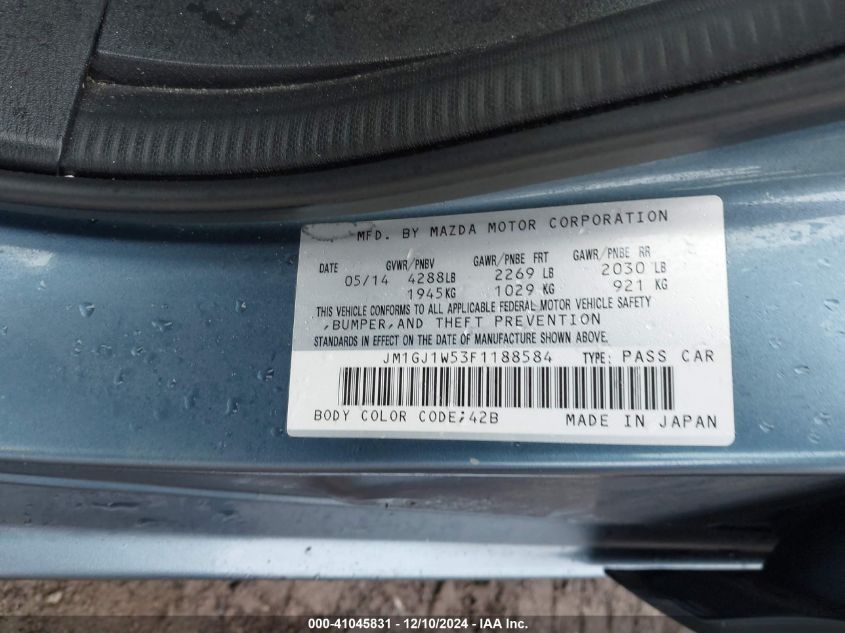 MFD. BY MAZDA MOTOR CORPORATION
DATE GVWR/PNBV GAWR/PNBE FRT GAWR/PNBE RR
05/14 4288LB 2269 LB 2030 LB
1945KG 1029 KG 921 KG
THIS VEHICLE CONFORMS TO ALL APPLICABLE FEDERAL MOTOR VEHICLE SAFETY
,BUMPER,AND THEFT PREVENTION
STANDARDS IN EFFECT ON THE DATE OF MANUFACTURE SHOWN ABOVE.
JM1GJ1W53F1188584 TYPE: PASS CAR
BODY COLOR CODE;42B MADE IN JAPAN
000-41045831 - 12/10/2024 - IAA Inc.